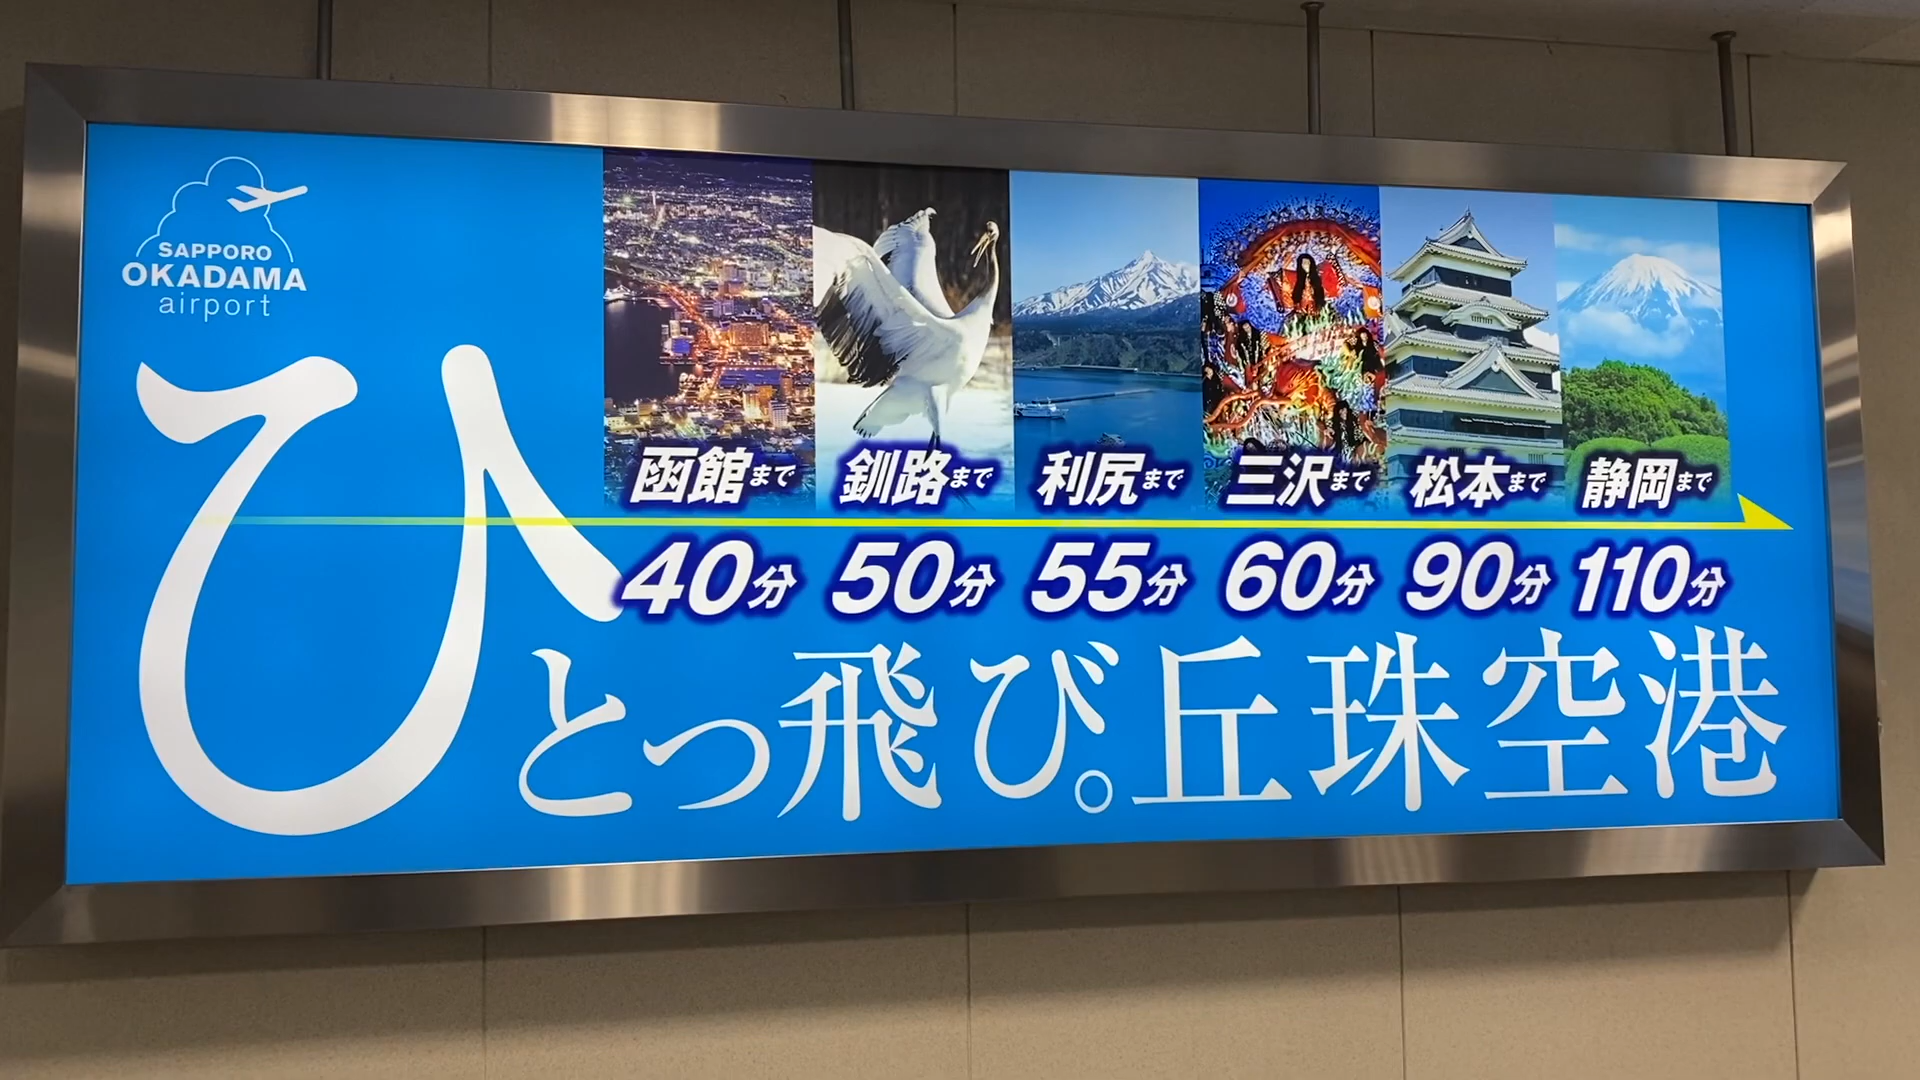 SAPPORO
OKADAMA
airport
函館まで 釧路まで 利尻まで 三沢まで 松本まで 静岡まで
40分 50分 55分 60分 90分 110分
ひとっ飛び。丘珠空港